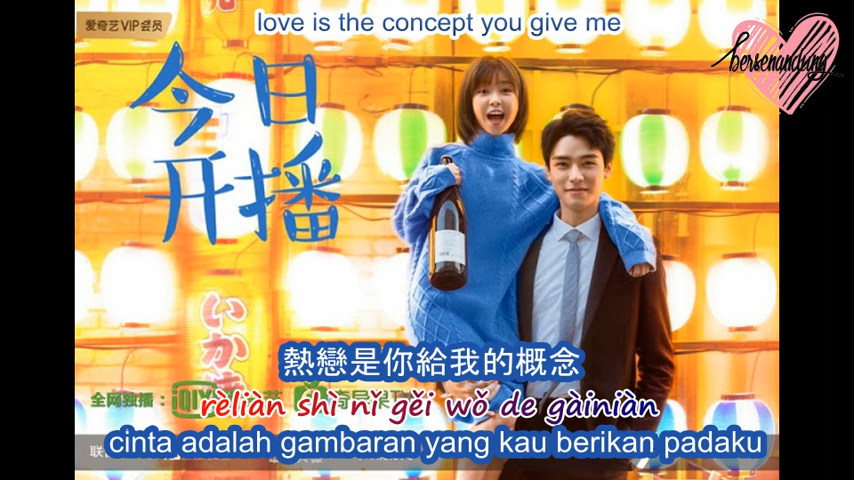 love is the concept you give me
爱奇艺VIP会员
bersenandung
今日
开播
いか
熱戀是你給我的概念
全网独播:
rèliàn shì nǐ gěi wǒ de gàiniàn
cinta adalah gambaran yang kau berikan padaku